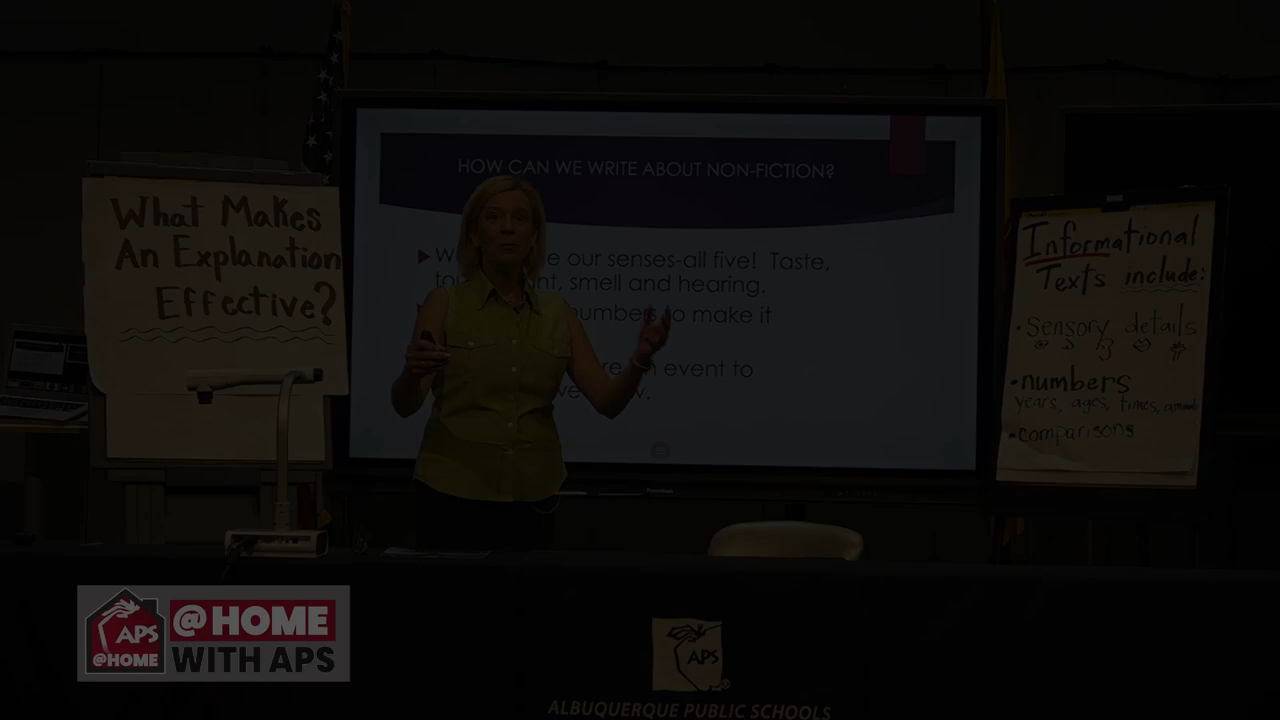 What Makes
An Explanation
Effective?
HOW CAN WE WRITE ABOUT NON-FICTION?
our senses-all five! Taste,
smell and hearing.
numbers to make it
event to
Informational
Texts include:
• Sensory details
• numbers
years, ages, times,
• comparisons
APS
@HOME
@HOME
WITH APS
APS
ALBUQUERQUE PUBLIC SCHOOLS